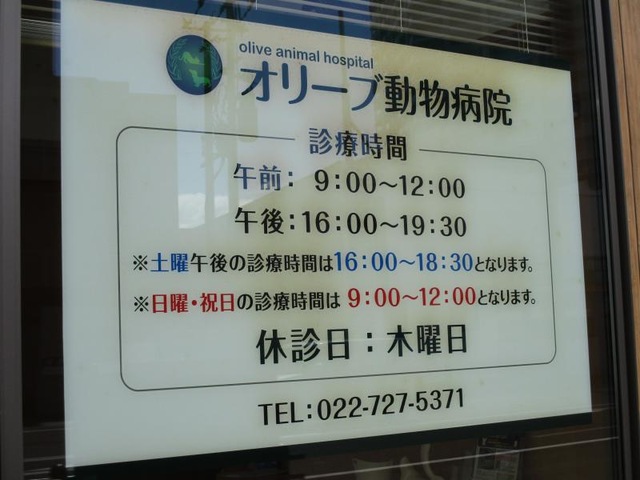 olive animal hospital
オリーブ動物病院
診療時間
午前：9：00～12：00
午後：16：00～19：30
※土曜午後の診療時間は16：00～18：30となります。
※日曜・祝日の診療時間は 9：00～12：00となります。
休診日：木曜日
TEL：022-727-5371